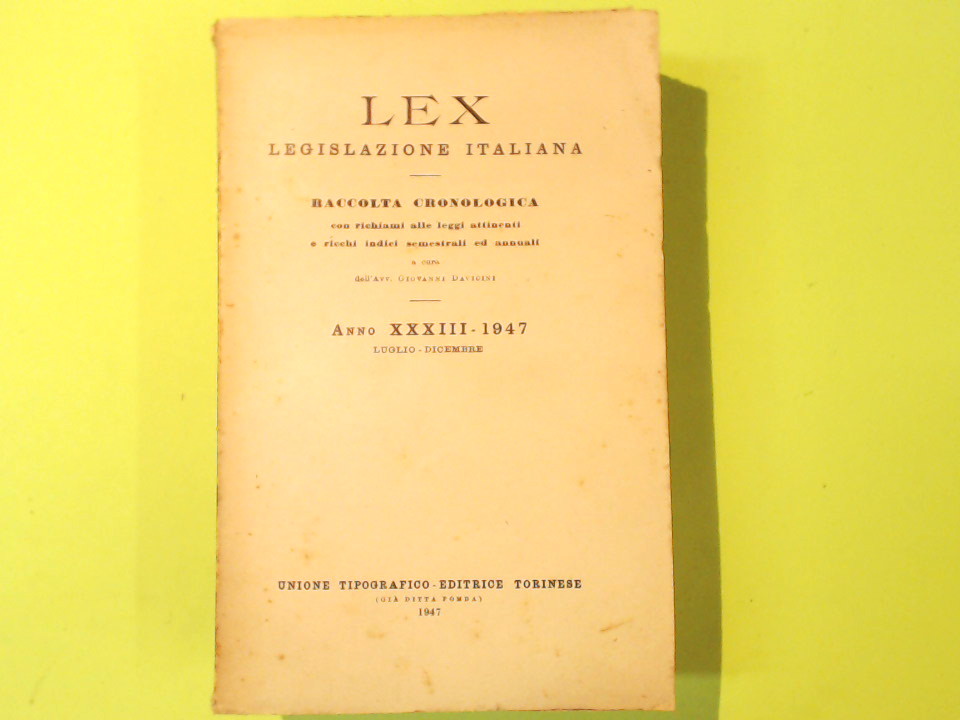 LEX
LEGISLAZIONE ITALIANA
RACCOLTA CRONOLOGICA
con richiami alle leggi attinenti
e ricchi indici semestrali ed annuali
a cura
dell'Avv. GIOVANNI DAVICINI
ANNO XXXIII - 1947
LUGLIO - DICEMBRE
UNIONE TIPOGRAFICO - EDITRICE TORINESE
(GIÀ DITTA POMBA)
1947